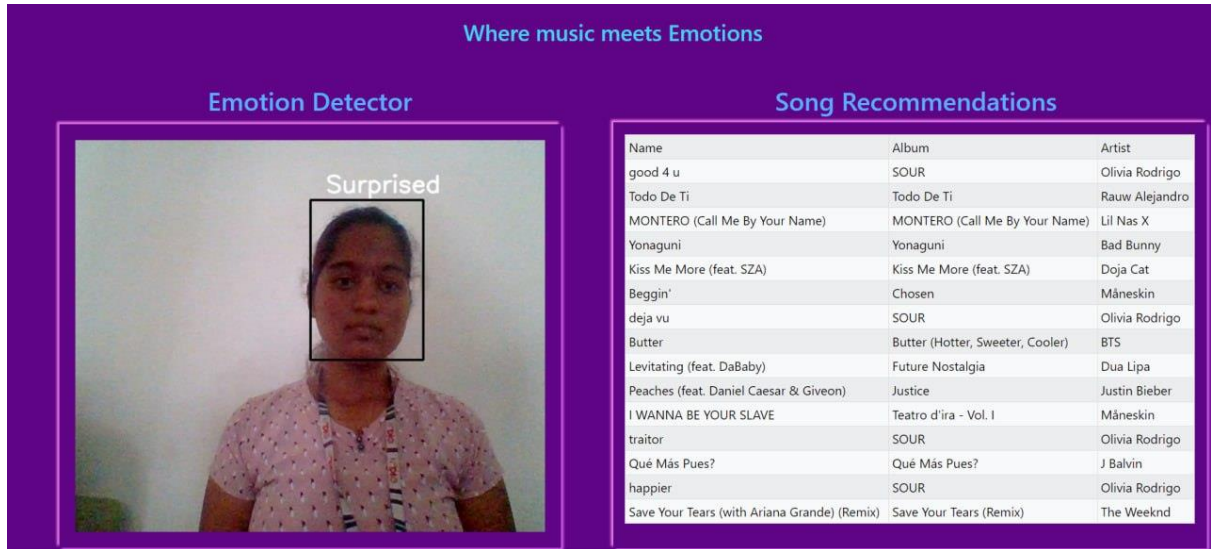 Where music meets Emotions
Emotion Detector
Surprised
Song Recommendations
Name Album Artist
good 4 u SOUR Olivia Rodrigo
Todo De Ti Todo De Ti Rauw Alejandro
MONTERO (Call Me By Your Name) MONTERO (Call Me By Your Name) Lil Nas X
Yonaguni Yonaguni Bad Bunny
Kiss Me More (feat. SZA) Kiss Me More (feat. SZA) Doja Cat
Beggin' Chosen Måneskin
deja vu SOUR Olivia Rodrigo
Butter Butter (Hotter, Sweeter, Cooler) BTS
Levitating (feat. DaBaby) Future Nostalgia Dua Lipa
Peaches (feat. Daniel Caesar & Giveon) Justice Justin Bieber
I WANNA BE YOUR SLAVE Teatro d'ira - Vol. I Måneskin
traitor SOUR Olivia Rodrigo
Qué Más Pues? Qué Más Pues? J Balvin
happier SOUR Olivia Rodrigo
Save Your Tears (with Ariana Grande) (Remix) Save Your Tears (Remix) The Weeknd